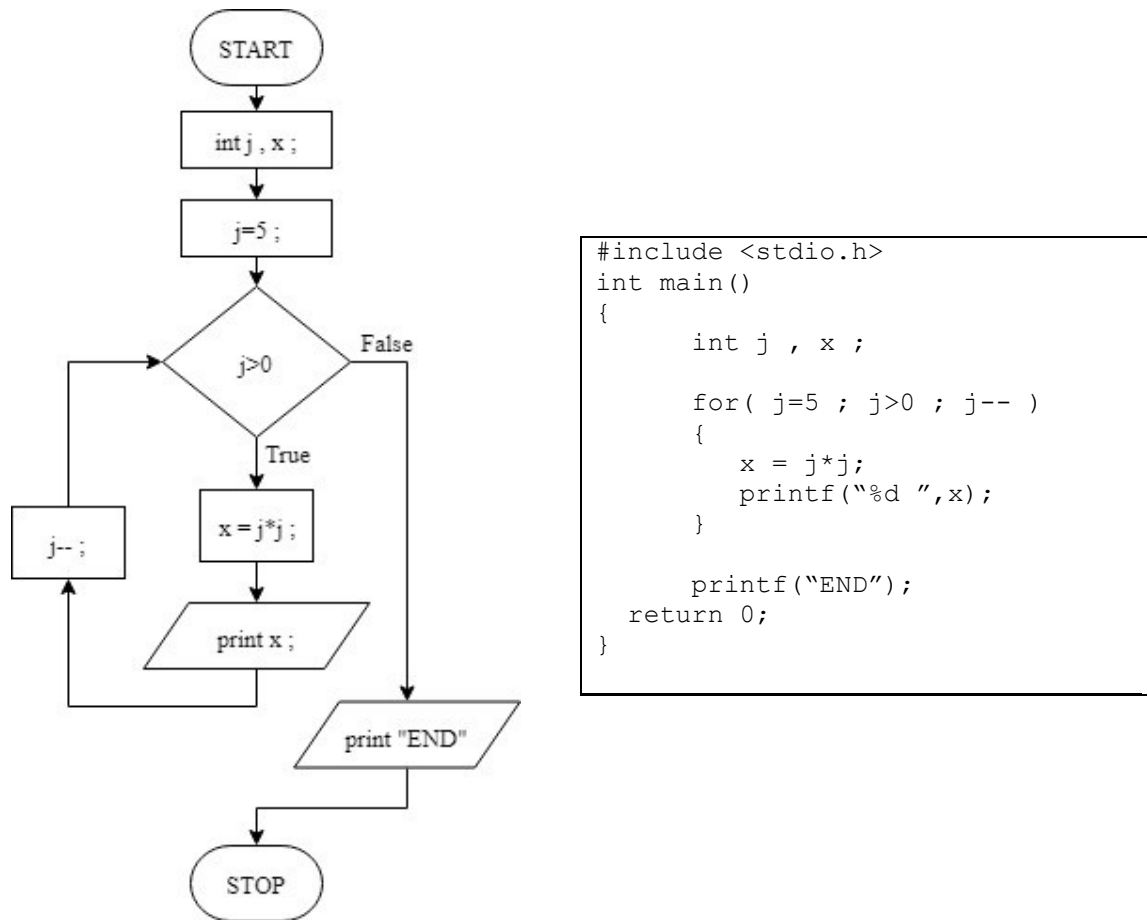 START
int j , x ;
j=5 ;
j>0
False
True
x = j*j ;
j-- ;
print x ;
print "END"
STOP
#include <stdio.h>
int main()
{
int j , x ;
for( j=5 ; j>0 ; j-- )
{
x = j*j;
printf(“%d ”,x);
}
printf(“END”);
return 0;
}